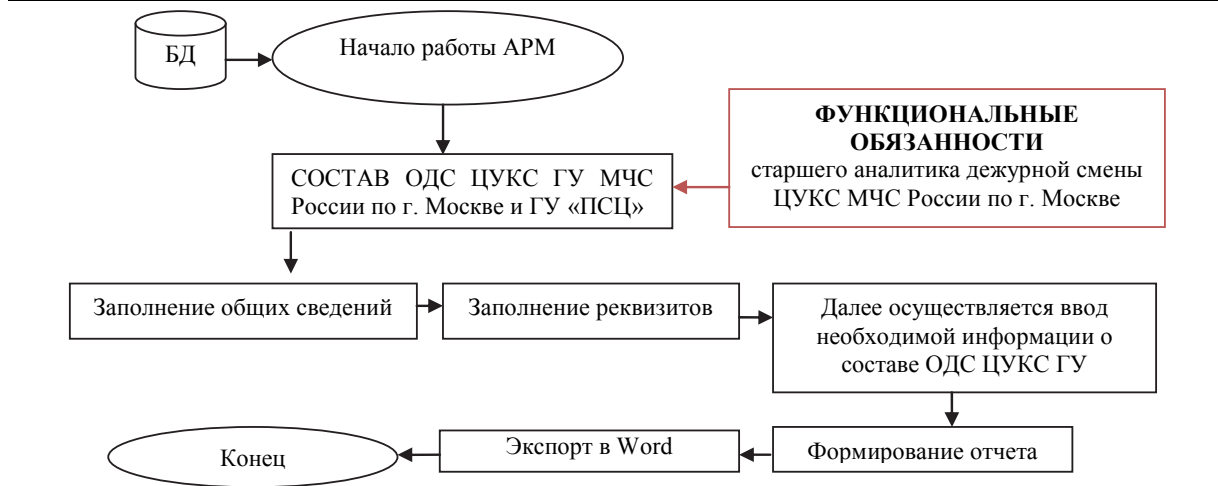 БД
Начало работы АРМ
ФУНКЦИОНАЛЬНЫЕ
ОБЯЗАННОСТИ
старшего аналитика дежурной смены
ЦУКС МЧС России по г. Москве
СОСТАВ ОДС ЦУКС ГУ МЧС
России по г. Москве и ГУ «ПСЦ»
Заполнение общих сведений
Заполнение реквизитов
Далее осуществляется ввод
необходимой информации о
составе ОДС ЦУКС ГУ
Формирование отчета
Экспорт в Word
Конец